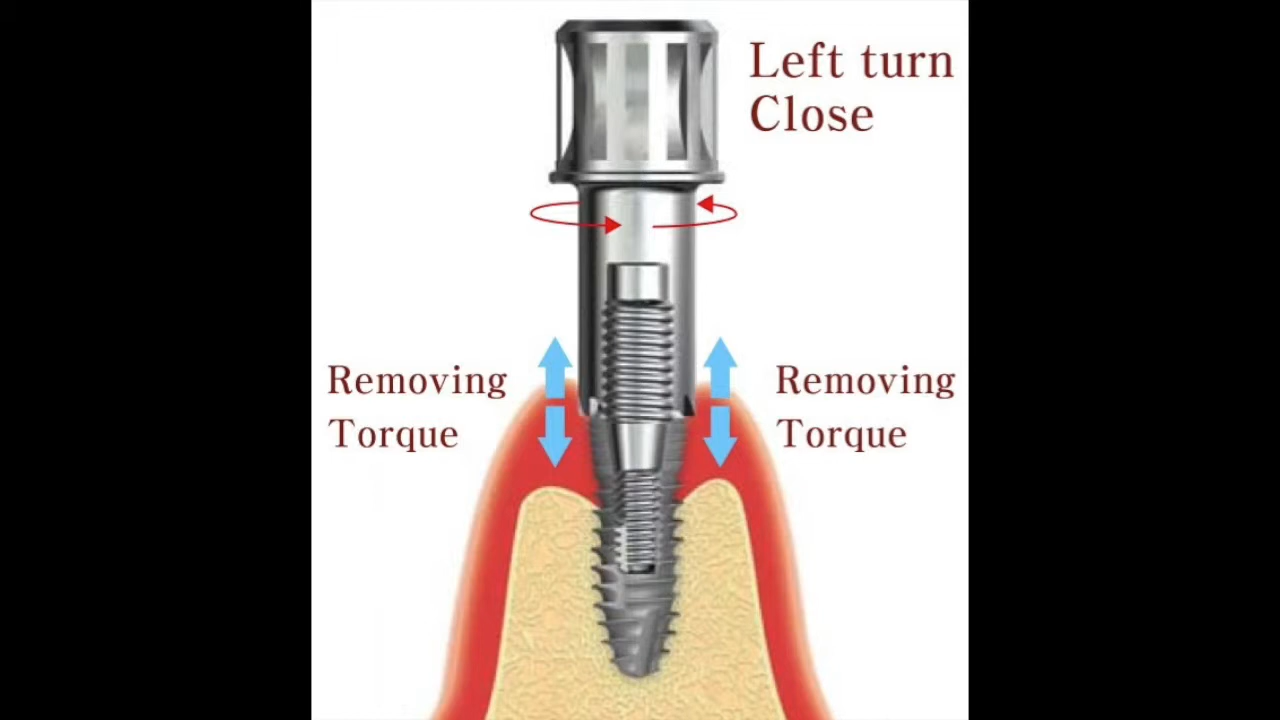 Left turn
Close
Removing
Torque
Removing
Torque